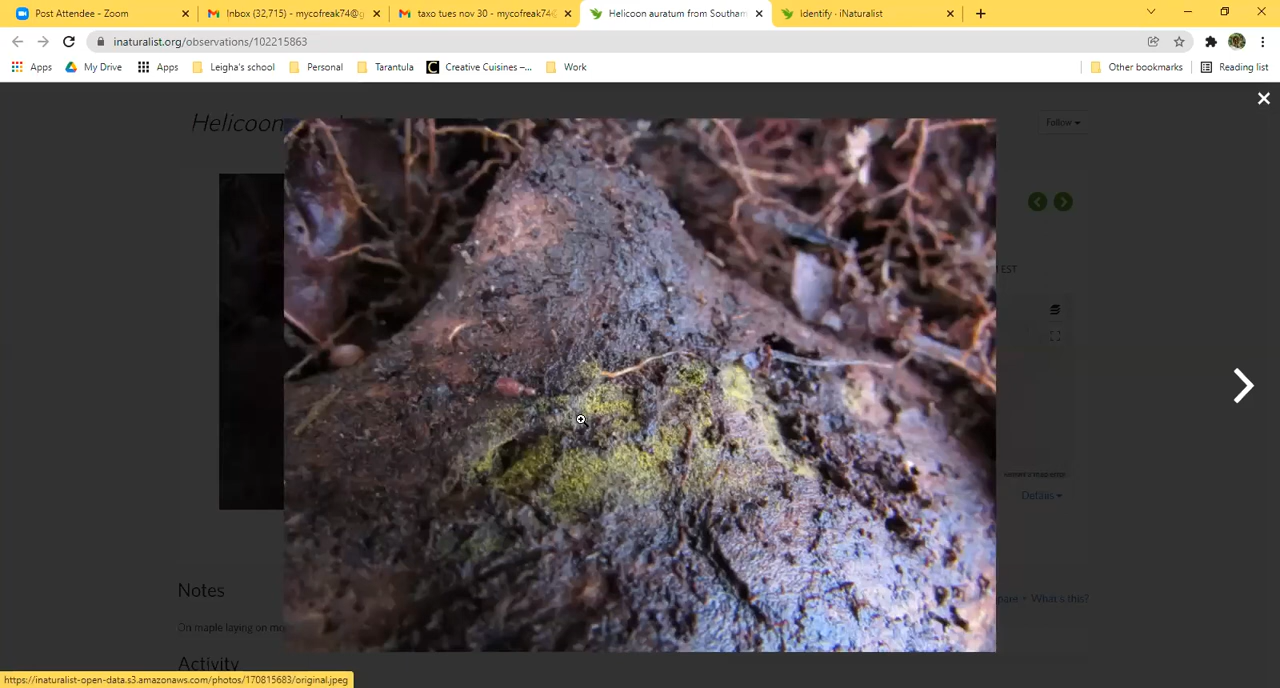 Post Attendee - Zoom
Inbox (32,715) - mycofreak74@g
taxo tues nov 30 - mycofreak74
Helicoon auratum from Southam
Identify · iNaturalist
inaturalist.org/observations/102215863
Apps
My Drive
Apps
Leigha's school
Personal
Tarantula
Creative Cuisines –...
Work
Other bookmarks
Reading list
Helicoon
Follow
EST
Details
Notes
What's this?
On maple laying on mo
Activity
https://inaturalist-open-data.s3.amazonaws.com/photos/170815683/original.jpeg